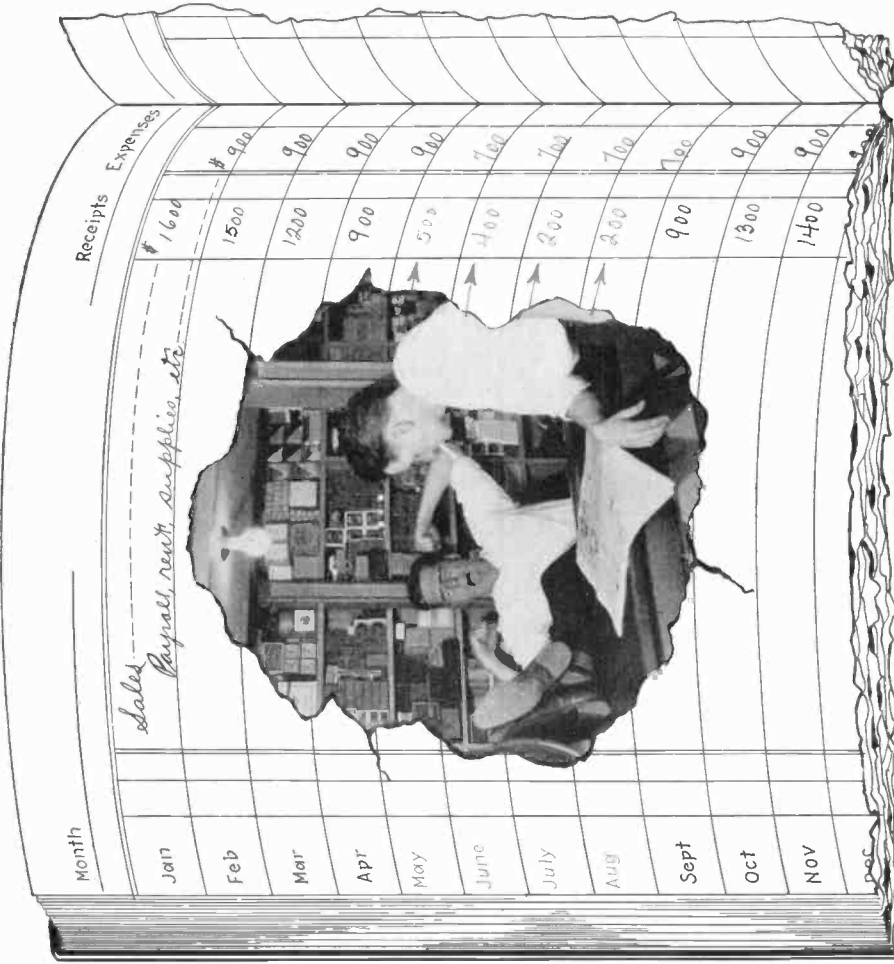 Month Receipts Expenses
Jan Sales $1600
Payroll, rent, supplies, etc $900
Feb 1500 900
Mar 1200 900
Apr 900 900
May 500 700
June 400 700
July 200 700
Aug 200 700
Sept 900 900
Oct 1300 900
Nov 1400
Dec